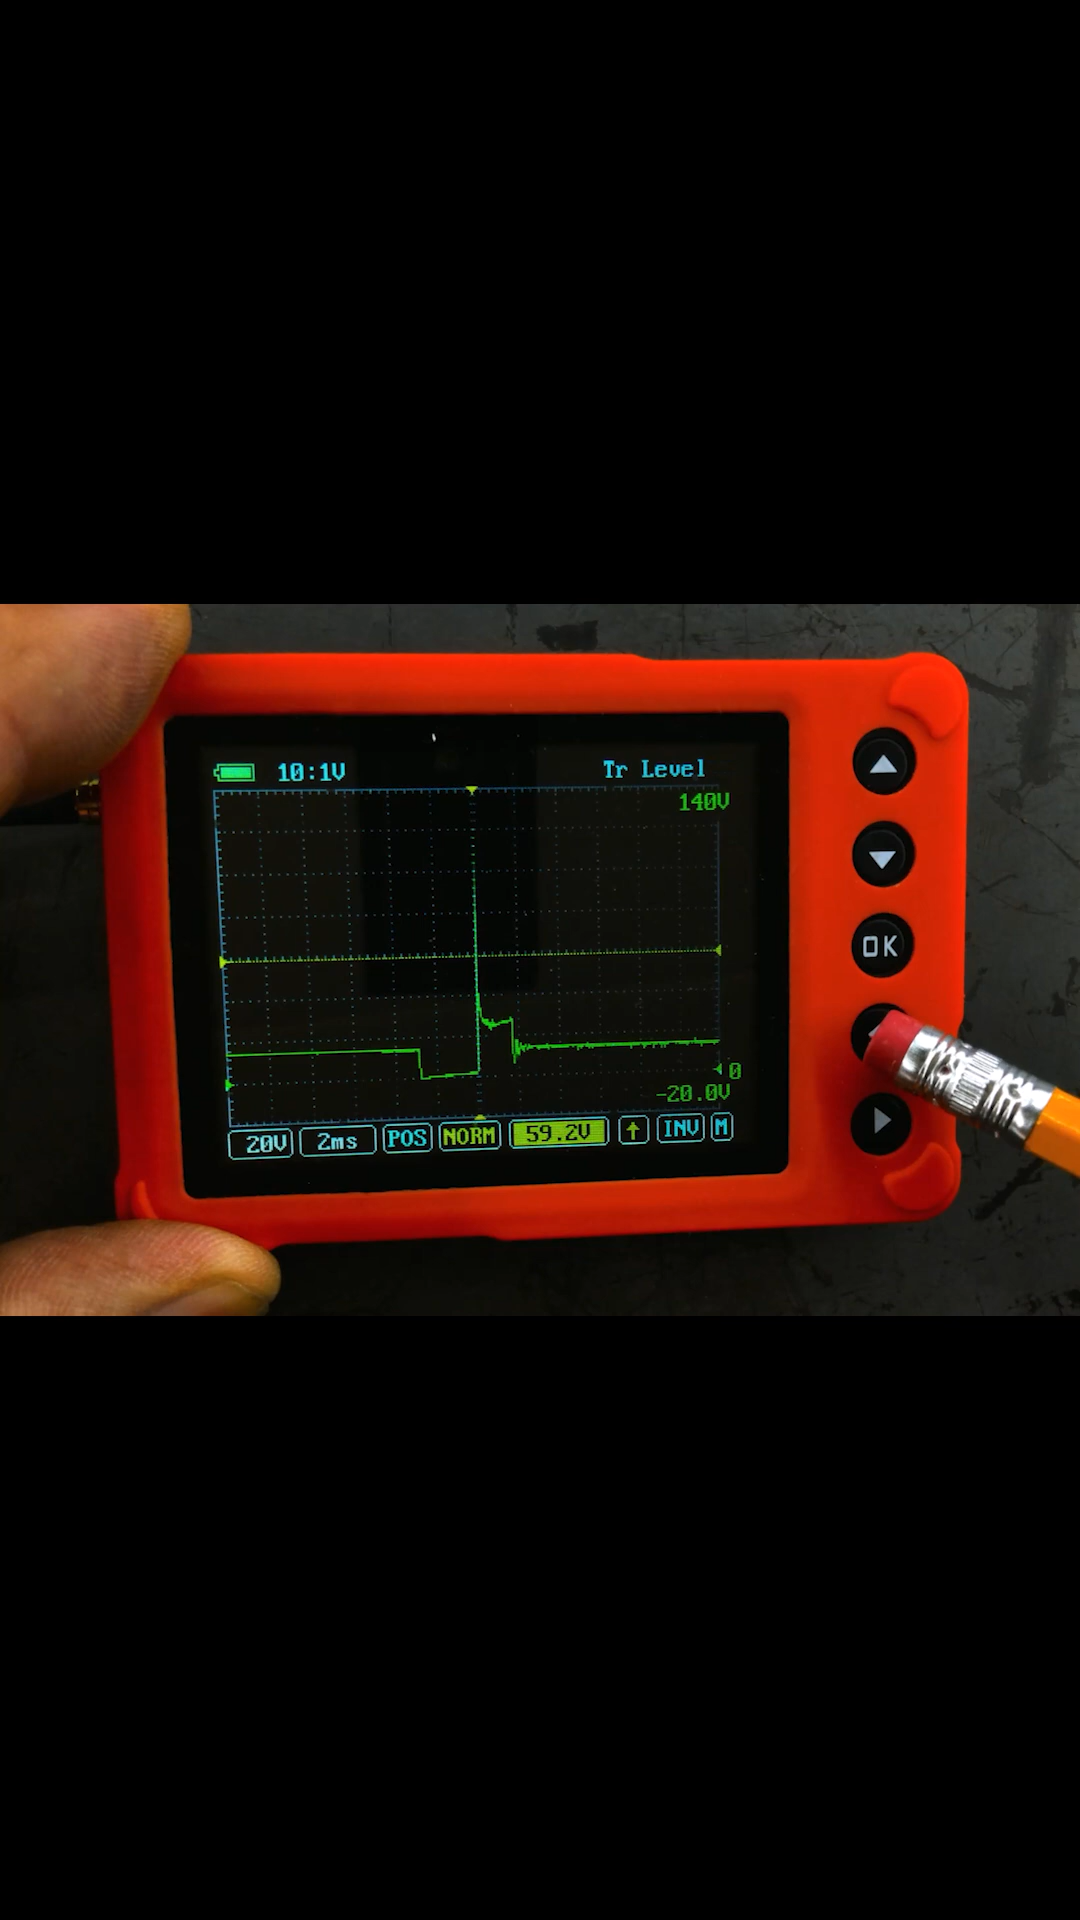 10:1V Tr Level
140V
0
-20.0V
20V 2ms POS NORM 59.2V ↑ INV M
OK